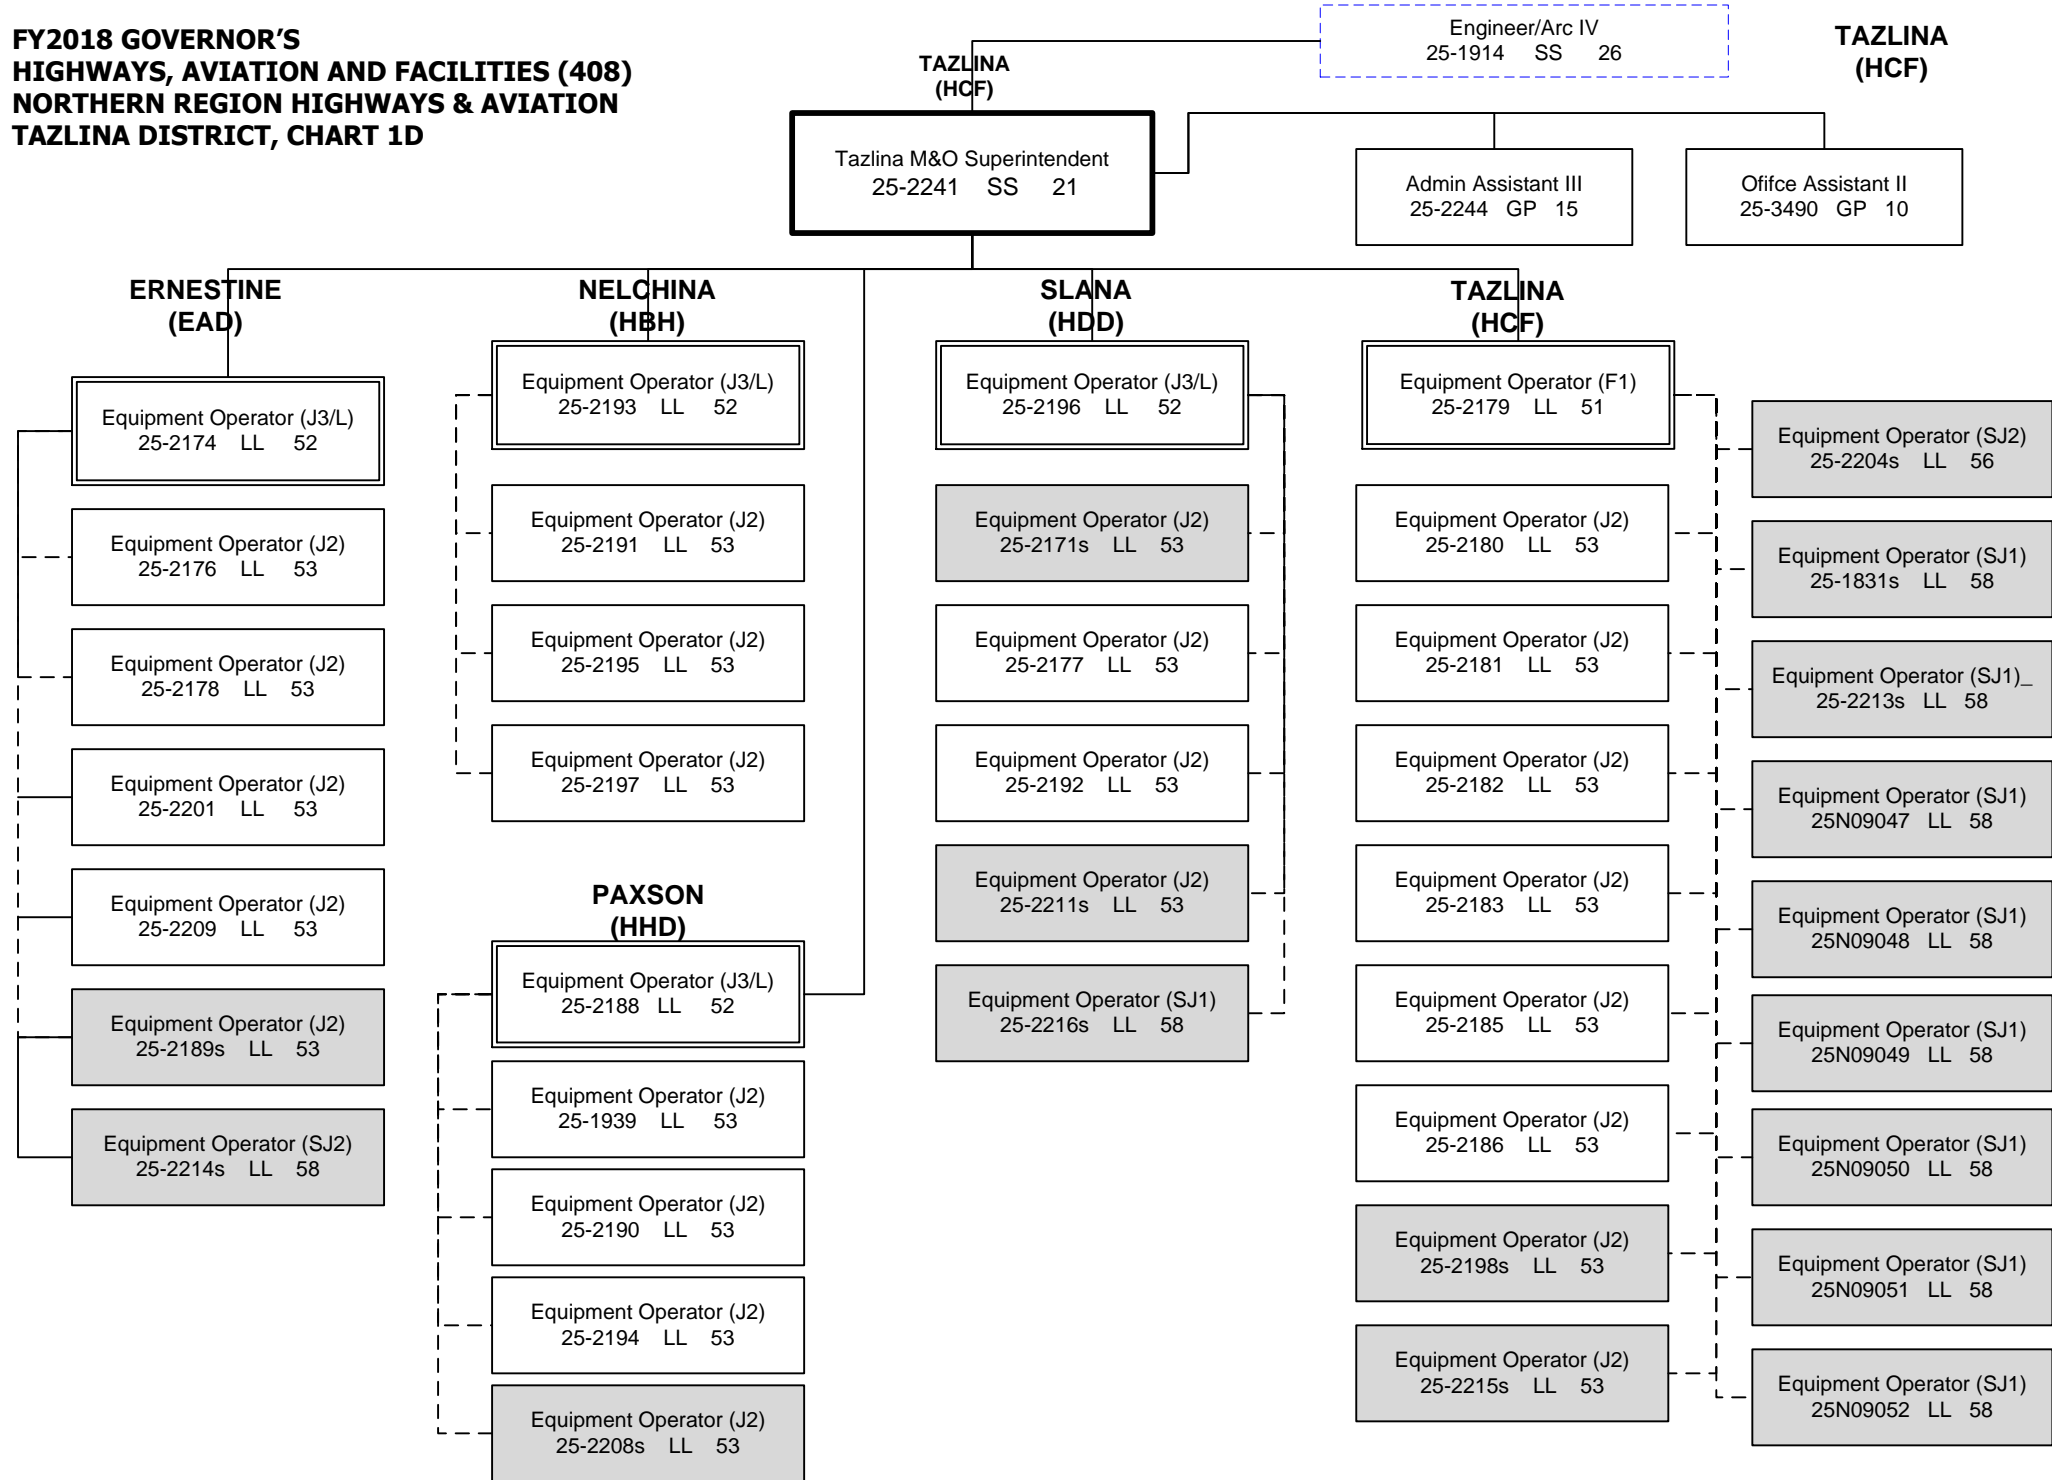 FY2018 GOVERNOR'S
HIGHWAYS, AVIATION AND FACILITIES (408)
NORTHERN REGION HIGHWAYS & AVIATION
TAZLINA DISTRICT, CHART 1D
TAZLINA
(HCF)
Engineer/Arc IV
25-1914 SS 26
TAZLINA
(HCF)
Tazlina M&O Superintendent
25-2241 SS 21
Admin Assistant III
25-2244 GP 15
Ofifce Assistant II
25-3490 GP 10
ERNESTINE
(EAD)
Equipment Operator (J3/L)
25-2174 LL 52
Equipment Operator (J2)
25-2176 LL 53
Equipment Operator (J2)
25-2178 LL 53
Equipment Operator (J2)
25-2201 LL 53
Equipment Operator (J2)
25-2209 LL 53
Equipment Operator (J2)
25-2189s LL 53
Equipment Operator (SJ2)
25-2214s LL 58
NELCHINA
(HBH)
Equipment Operator (J3/L)
25-2193 LL 52
Equipment Operator (J2)
25-2191 LL 53
Equipment Operator (J2)
25-2195 LL 53
Equipment Operator (J2)
25-2197 LL 53
PAXSON
(HHD)
Equipment Operator (J3/L)
25-2188 LL 52
Equipment Operator (J2)
25-1939 LL 53
Equipment Operator (J2)
25-2190 LL 53
Equipment Operator (J2)
25-2194 LL 53
Equipment Operator (J2)
25-2208s LL 53
SLANA
(HDD)
Equipment Operator (J3/L)
25-2196 LL 52
Equipment Operator (J2)
25-2171s LL 53
Equipment Operator (J2)
25-2177 LL 53
Equipment Operator (J2)
25-2192 LL 53
Equipment Operator (J2)
25-2211s LL 53
Equipment Operator (SJ1)
25-2216s LL 58
TAZLINA
(HCF)
Equipment Operator (F1)
25-2179 LL 51
Equipment Operator (J2)
25-2180 LL 53
Equipment Operator (J2)
25-2181 LL 53
Equipment Operator (J2)
25-2182 LL 53
Equipment Operator (J2)
25-2183 LL 53
Equipment Operator (J2)
25-2185 LL 53
Equipment Operator (J2)
25-2186 LL 53
Equipment Operator (J2)
25-2198s LL 53
Equipment Operator (J2)
25-2215s LL 53
Equipment Operator (SJ2)
25-2204s LL 56
Equipment Operator (SJ1)
25-1831s LL 58
Equipment Operator (SJ1)_
25-2213s LL 58
Equipment Operator (SJ1)
25N09047 LL 58
Equipment Operator (SJ1)
25N09048 LL 58
Equipment Operator (SJ1)
25N09049 LL 58
Equipment Operator (SJ1)
25N09050 LL 58
Equipment Operator (SJ1)
25N09051 LL 58
Equipment Operator (SJ1)
25N09052 LL 58